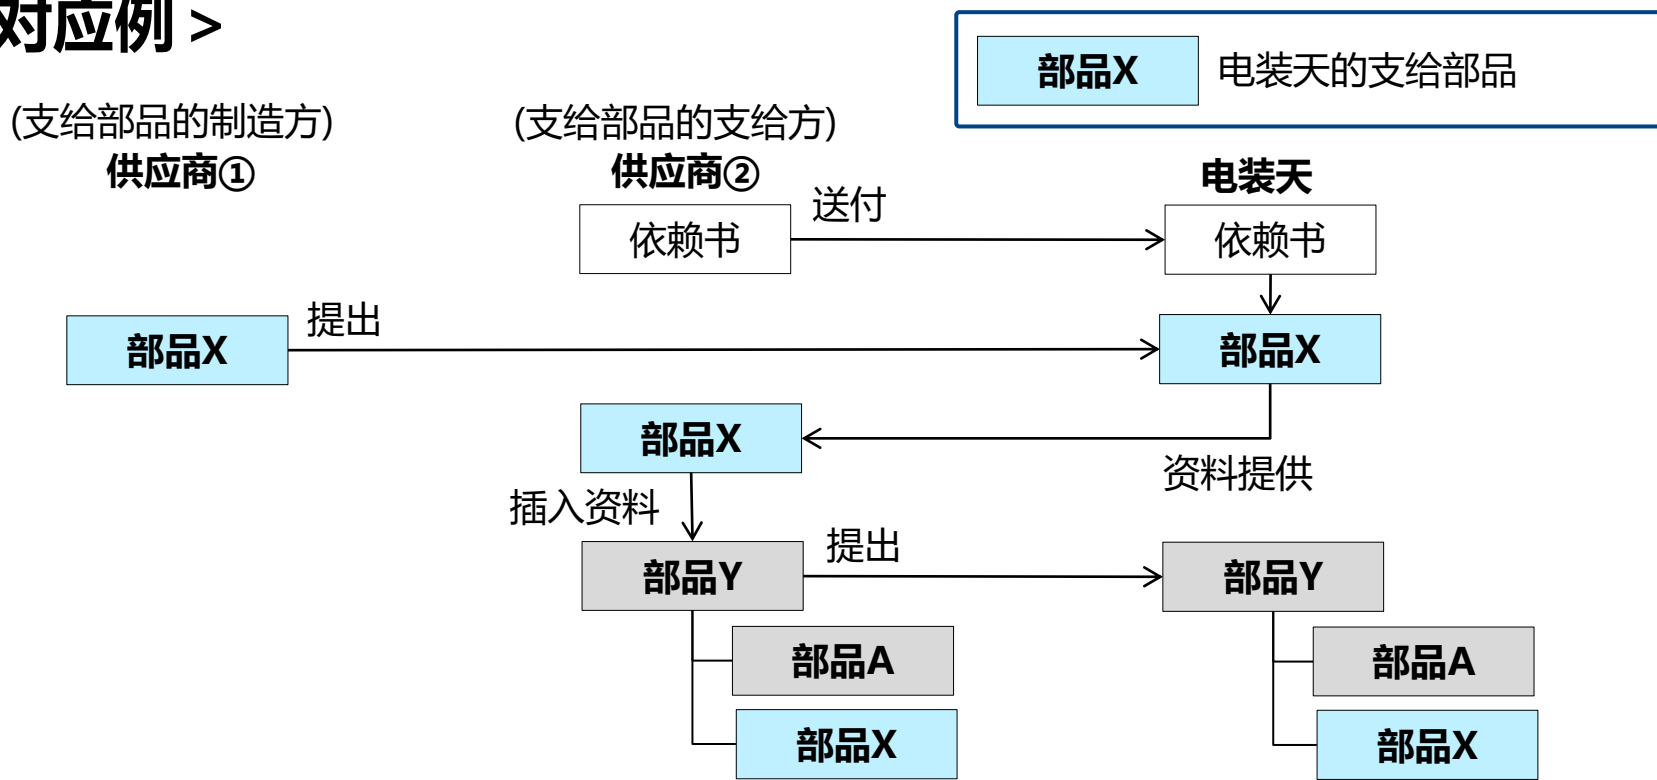 对应例 >
部品X
电装天的支给部品
(支给部品的制造方)
供应商①
(支给部品的支给方)
供应商②
电装天
依赖书
送付
依赖书
部品X
提出
部品X
部品X
资料提供
插入资料
部品Y
提出
部品Y
部品A
部品A
部品X
部品X